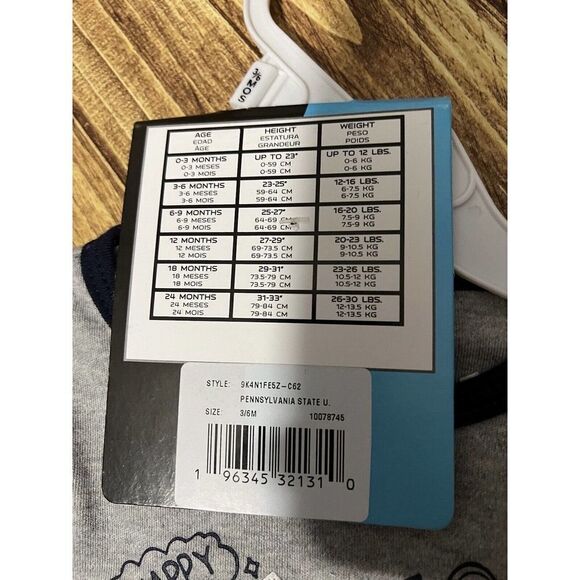 3/6 MOS
AGE HEIGHT WEIGHT
EDAD ESTATURA PESO
ÂGE GRANDEUR POIDS
0-3 MONTHS UP TO 23" UP TO 12 LBS.
0-3 MESES 0-59 CM 0-6 KG
0-3 MOIS 0-59 CM 0-6 KG
3-6 MONTHS 23-25" 12-16 LBS.
3-6 MESES 59-64 CM 6-7.5 KG
3-6 MOIS 59-64 CM 6-7.5 KG
6-9 MONTHS 25-27" 16-20 LBS.
6-9 MESES 64-69 CM 7.5-9 KG
6-9 MOIS 64-69 CM 7.5-9 KG
12 MONTHS 27-29" 20-23 LBS.
12 MESES 69-73.5 CM 9-10.5 KG
12 MOIS 69-73.5 CM 9-10.5 KG
18 MONTHS 29-31" 23-26 LBS.
18 MESES 73.5-79 CM 10.5-12 KG
18 MOIS 73.5-79 CM 10.5-12 KG
24 MONTHS 31-33" 26-30 LBS.
24 MESES 79-84 CM 12-13.5 KG
24 MOIS 79-84 CM 12-13.5 KG
STYLE: 9K4N1FE5Z-C62
PENNSYLVANIA STATE U.
SIZE: 3/6M 10078745
1 96345 32131 0